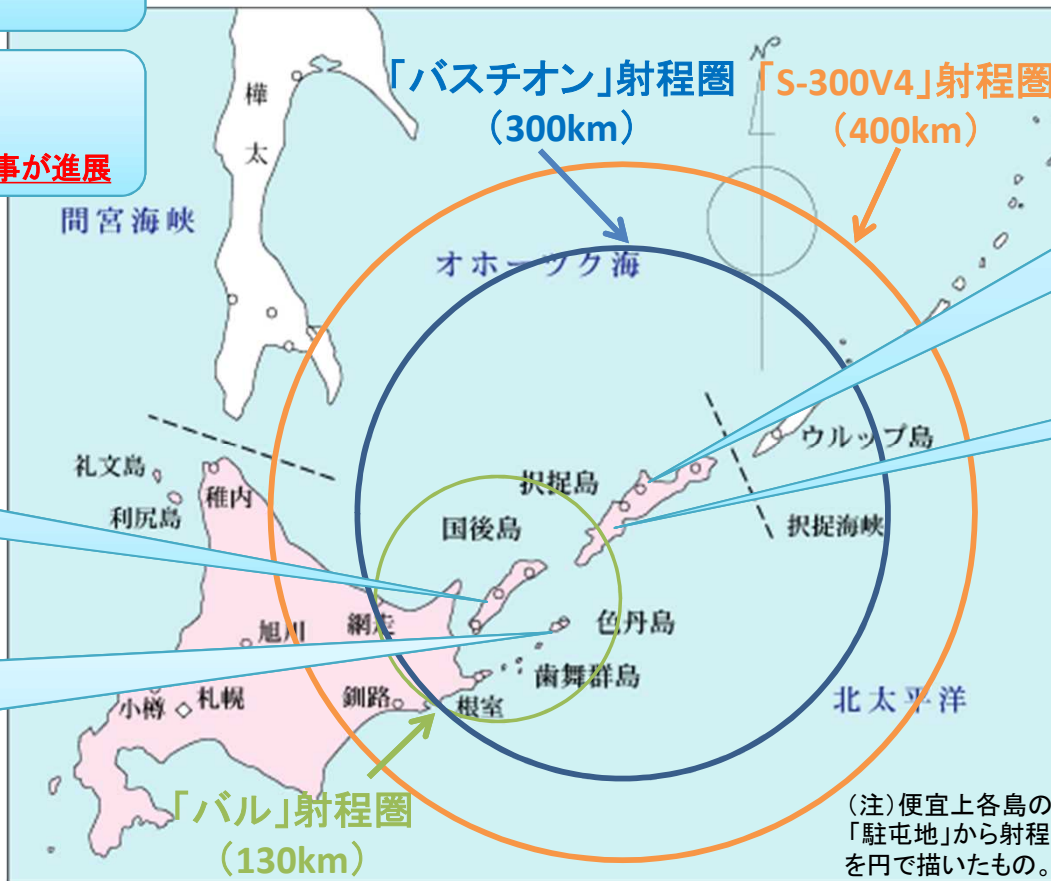 事が進展
「バスチオン」射程圏
（300km）
「S-300V4」射程圏
（400km）
N
樺
太
間宮海峡
オホーツク海
ウルップ島
択捉海峡
択捉島
国後島
色丹島
歯舞群島
礼文島
利尻島
稚内
旭川
網走
小樽
札幌
釧路
根室
北太平洋
「バル」射程圏
（130km）
（注）便宜上各島の
「駐屯地」から射程
を円で描いたもの。